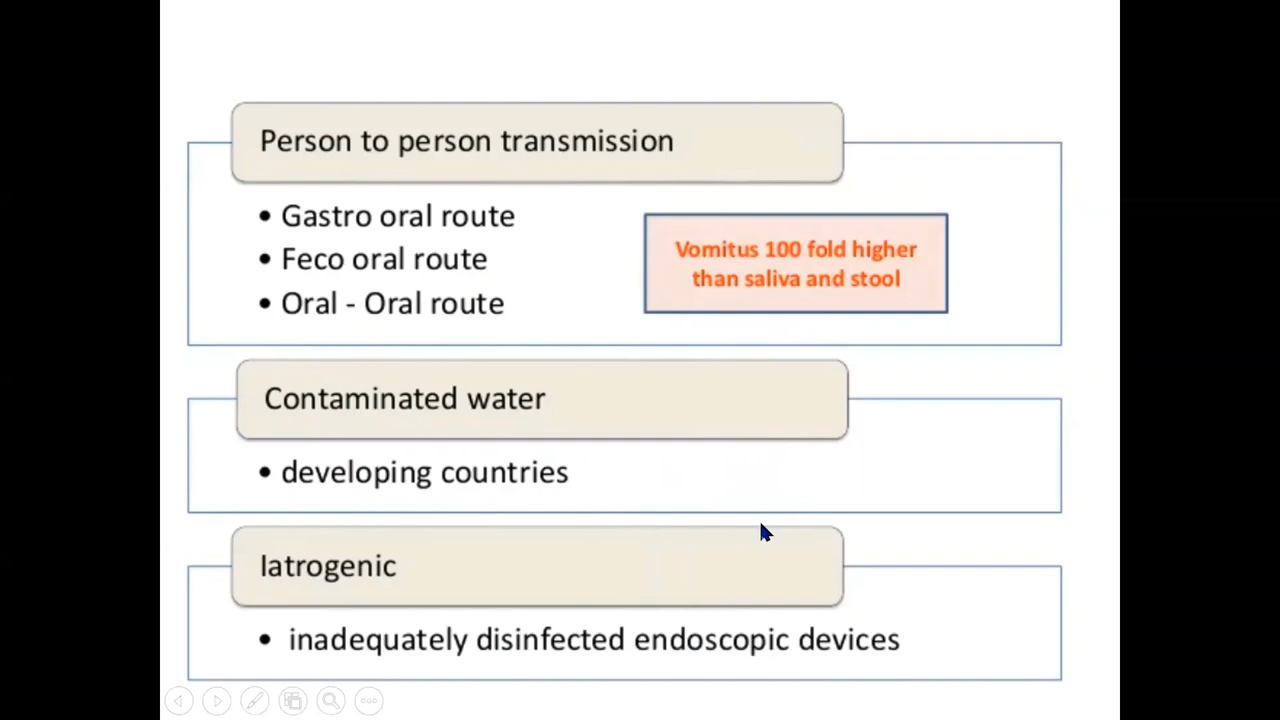 Person to person transmission
• Gastro oral route
• Feco oral route
• Oral - Oral route
Vomitus 100 fold higher
than saliva and stool
Contaminated water
• developing countries
Iatrogenic
• inadequately disinfected endoscopic devices